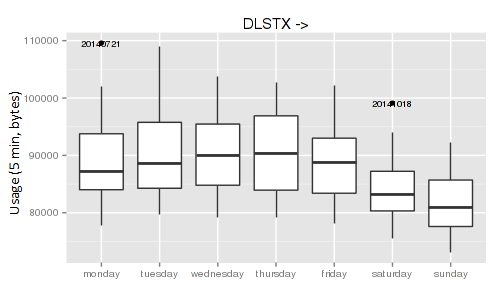 DLSTX ->
Usage (5 min, bytes)
110000
100000
90000
80000
20140721
20141018
monday tuesday wednesday thursday friday saturday sunday